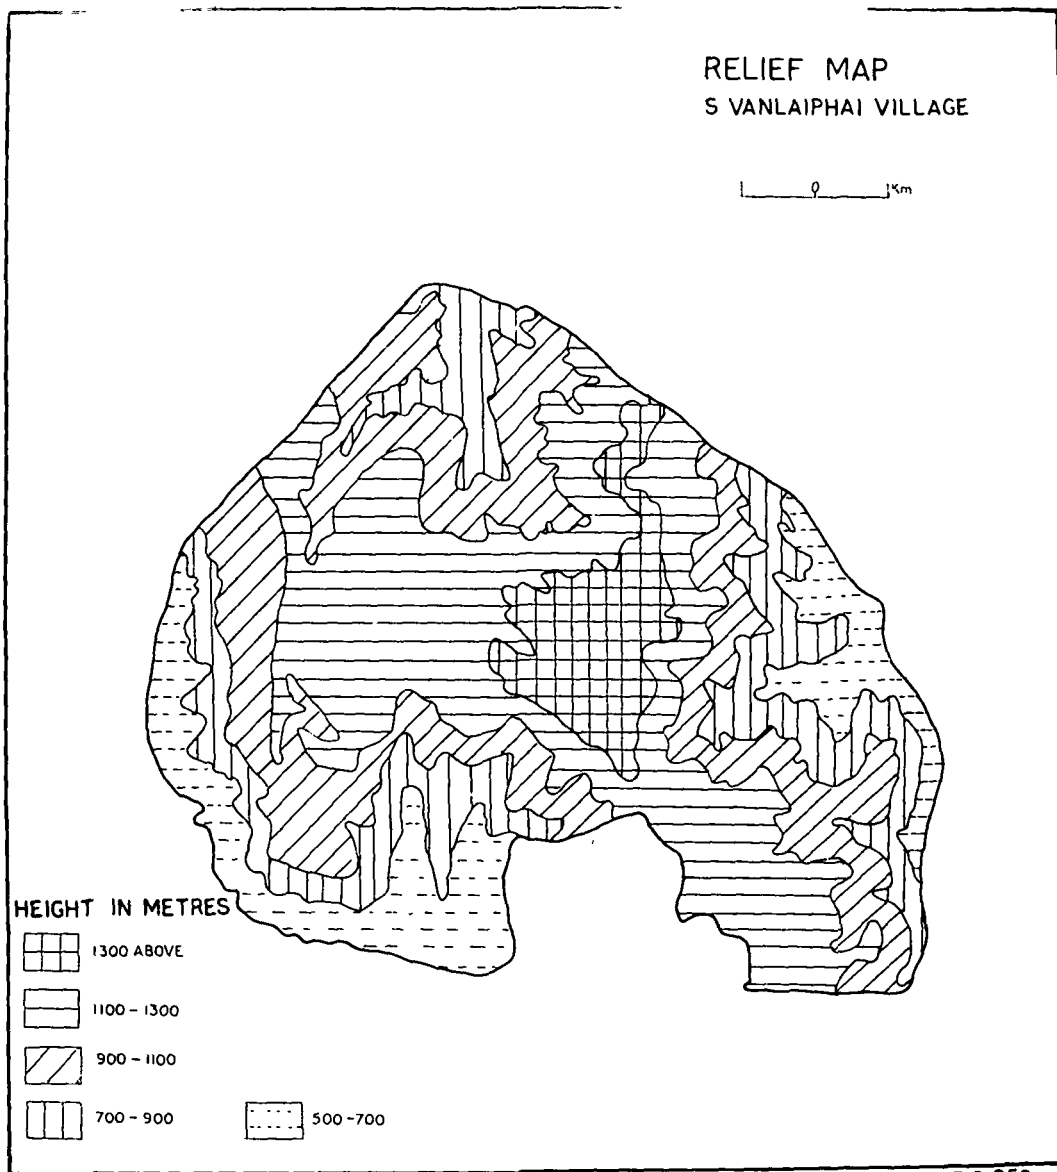 RELIEF MAP
S VANLAIPHAI VILLAGE
0 Km
HEIGHT IN METRES
1300 ABOVE
1100 - 1300
900 - 1100
700 - 900
500 - 700